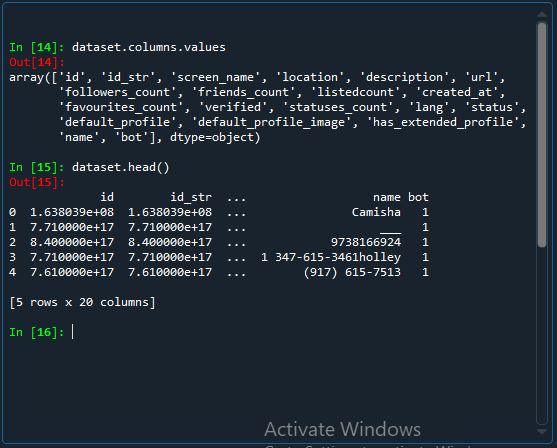 In [14]: dataset.columns.values
Out[14]:
array(['id', 'id_str', 'screen_name', 'location', 'description', 'url',
'followers_count', 'friends_count', 'listedcount', 'created_at',
'favourites_count', 'verified', 'statuses_count', 'lang', 'status',
'default_profile', 'default_profile_image', 'has_extended_profile',
'name', 'bot'], dtype=object)
In [15]: dataset.head()
Out[15]:
id id_str ... name bot
0 1.638039e+08 1.638039e+08 ... Camisha 1
1 7.710000e+17 7.710000e+17 ... ___ 1
2 8.400000e+17 8.400000e+17 ... 9738166924 1
3 7.710000e+17 7.710000e+17 ... 1 347-615-3461holley 1
4 7.610000e+17 7.610000e+17 ... (917) 615-7513 1
[5 rows x 20 columns]
In [16]:
Activate Windows